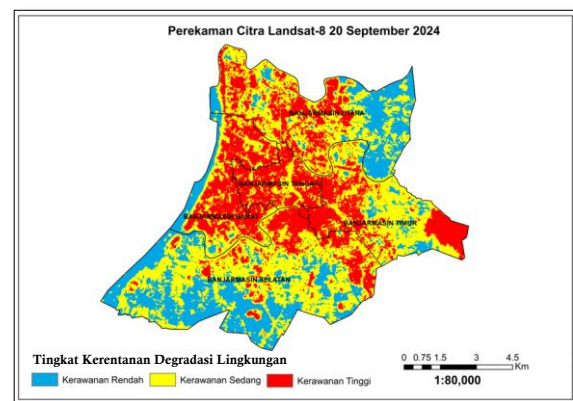 Perekaman Citra Landsat-8 20 September 2024
BANJARMASIN UTARA
BANJARMASIN TENGAH
BANJARMASIN BARAT
BANJARMASIN TIMUR
BANJARMASIN SELATAN
Tingkat Kerentanan Degradasi Lingkungan
Kerawanan Rendah Kerawanan Sedang Kerawanan Tinggi
0 0.75 1.5 3 4.5
Km
1:80,000